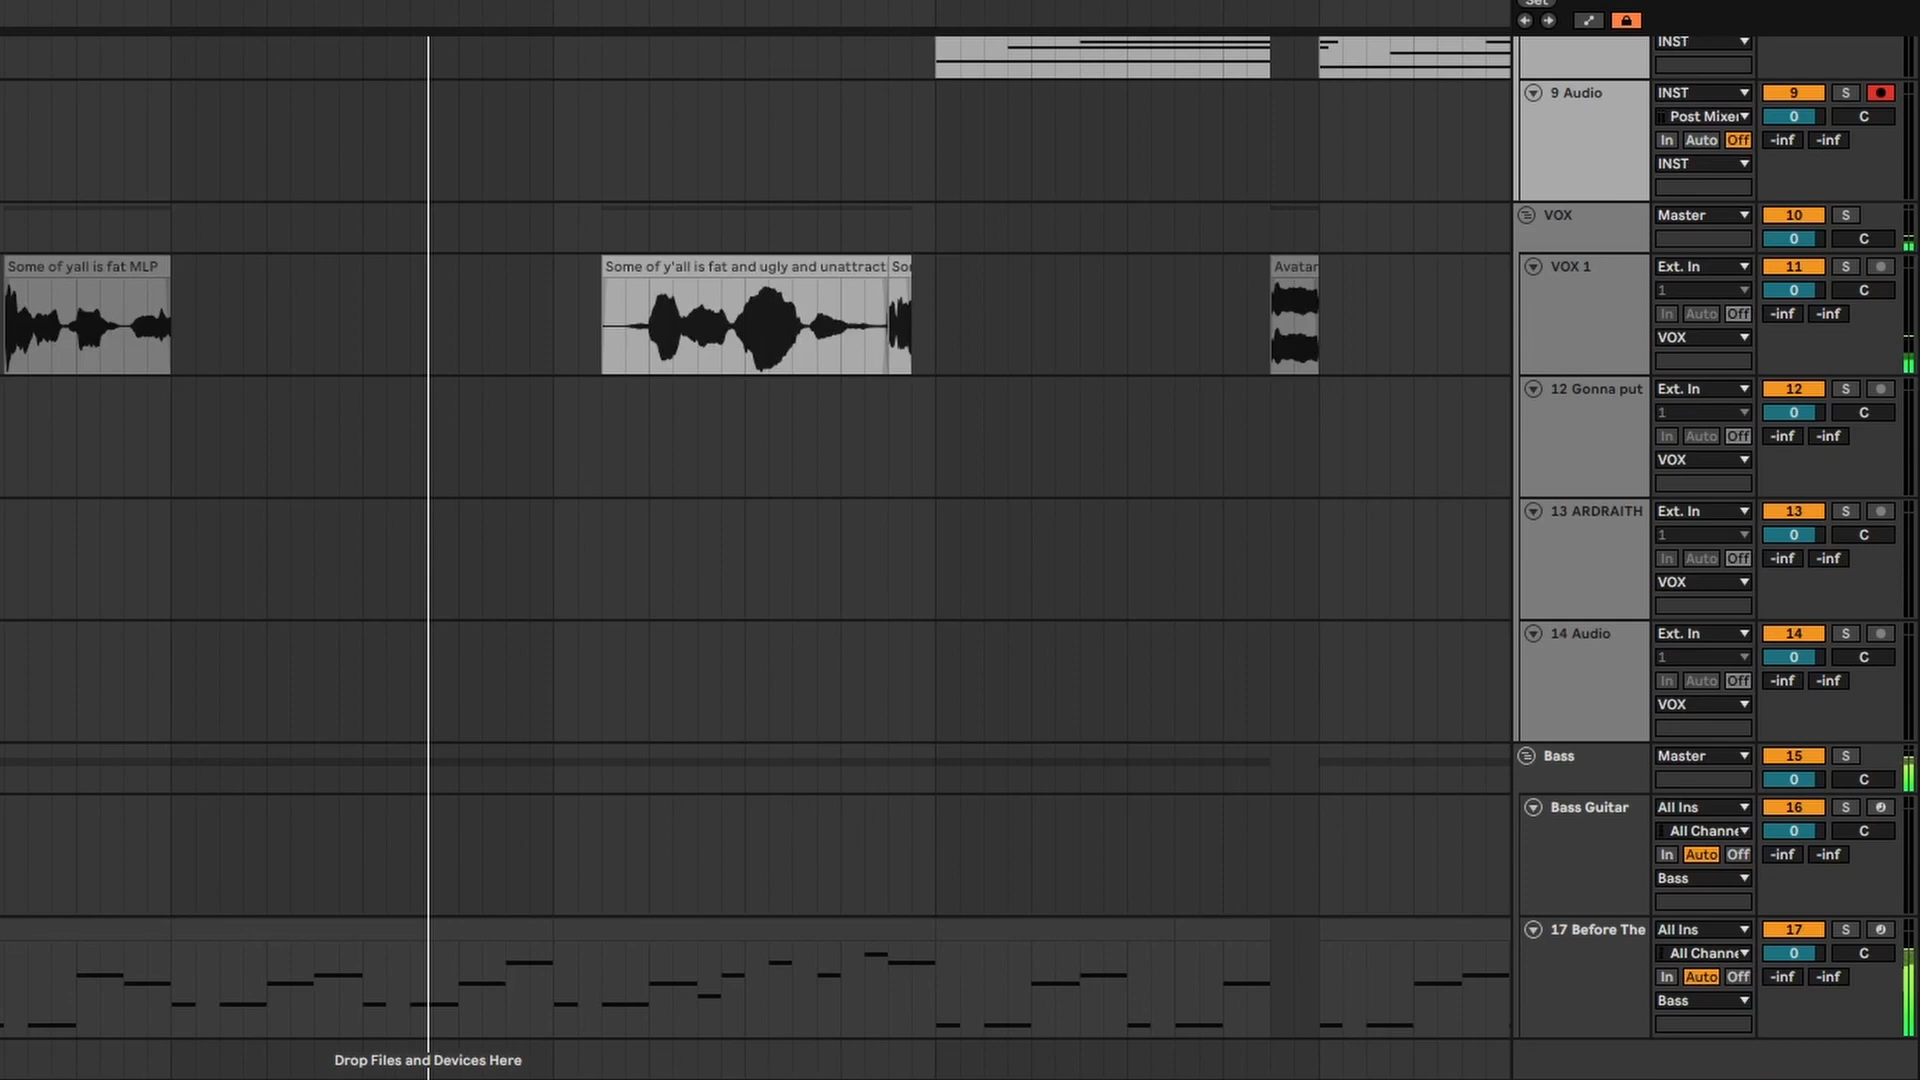 Set
INST
9 Audio INST 9 S
Post Mixer 0 C
In Auto Off -inf -inf
INST
VOX Master 10 S
0 C
Some of yall is fat MLP Some of y'all is fat and ugly and unattract Avatar VOX 1 Ext. In 11 S
1 0 C
In Auto Off -inf -inf
VOX
12 Gonna put Ext. In 12 S
1 0 C
In Auto Off -inf -inf
VOX
13 ARDRAITH Ext. In 13 S
1 0 C
In Auto Off -inf -inf
VOX
14 Audio Ext. In 14 S
1 0 C
In Auto Off -inf -inf
VOX
Bass Master 15 S
0 C
Bass Guitar All Ins 16 S
All Channe 0 C
In Auto Off -inf -inf
Bass
17 Before The All Ins 17 S
All Channe 0 C
In Auto Off -inf -inf
Bass
Drop Files and Devices Here